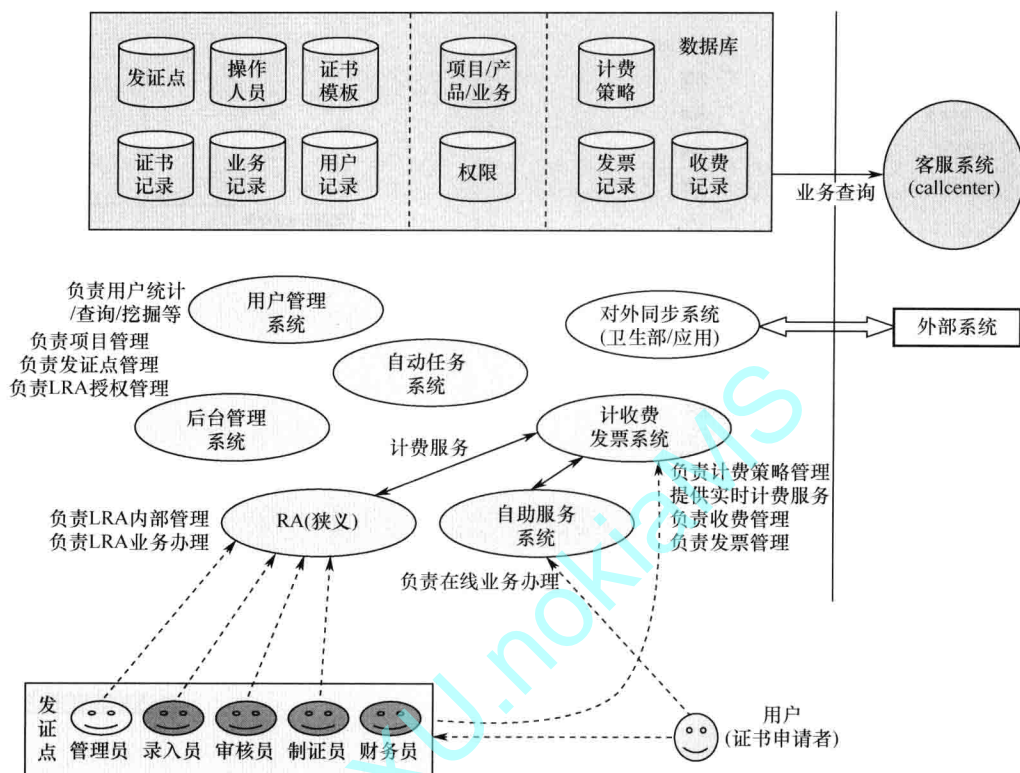 数据库
发证点
操作
人员
证书
模板
项目/产
品/业务
计费
策略
证书
记录
业务
记录
用户
记录
权限
发票
记录
收费
记录
业务查询
客服系统
(callcenter)
负责用户统计
/查询/挖掘等
用户管理
系统
对外同步系统
(卫生部/应用)
外部系统
负责项目管理
负责发证点管理
负责LRA授权管理
自动任务
系统
后台管理
系统
计费服务
计收费
发票系统
负责计费策略管理
提供实时计费服务
负责收费管理
负责发票管理
负责LRA内部管理
负责LRA业务办理
RA(狭义)
自助服务
系统
负责在线业务办理
发
证
点
管理员
录入员
审核员
制证员
财务员
用户
(证书申请者)
XU.nokiaMS